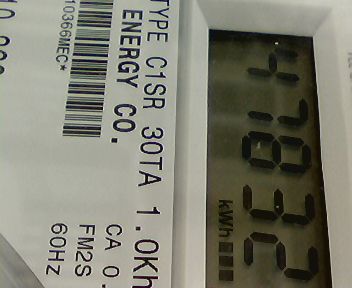 47832
kWh
TYPE C1SR 30TA 1.0Kh
ENERGY CO.
CA 0.
FM2S
60Hz
10366MEC*